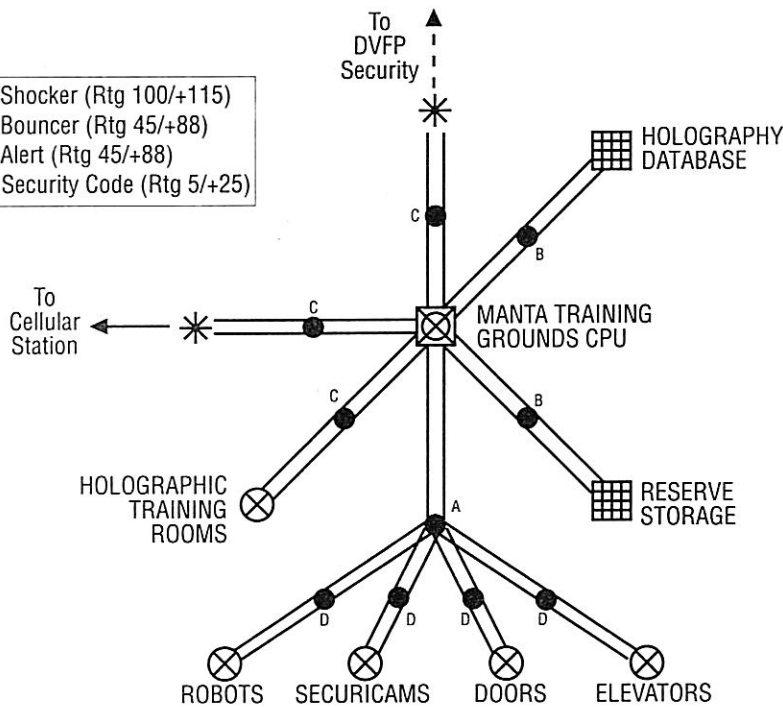 To
DVFP
Security
Shocker (Rtg 100/+115)
Bouncer (Rtg 45/+88)
Alert (Rtg 45/+88)
Security Code (Rtg 5/+25)
HOLOGRAPHY
DATABASE
C
B
To
Cellular
Station
C
MANTA TRAINING
GROUNDS CPU
C
B
HOLOGRAPHIC
TRAINING
ROOMS
A
RESERVE
STORAGE
D
D
D
D
ROBOTS
SECURICAMS
DOORS
ELEVATORS